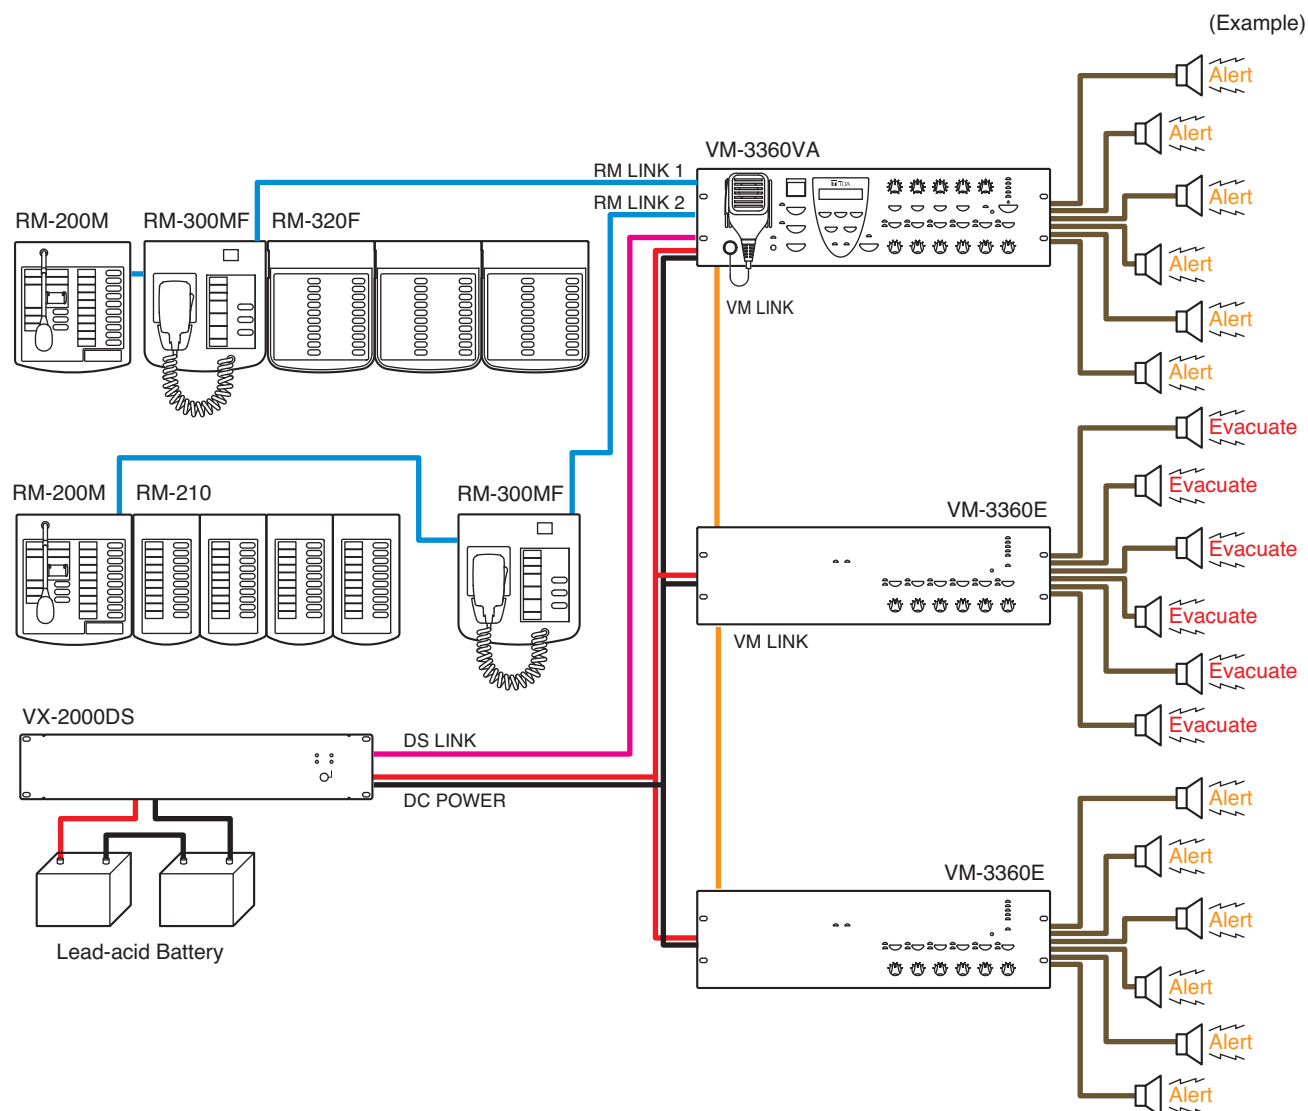 (Example)
Alert
Alert
VM-3360VA
RM LINK 1
TOA
Alert
RM LINK 2
RM-200M
RM-300MF
RM-320F
Alert
VM LINK
Alert
Alert
Evacuate
Evacuate
RM-200M
RM-210
RM-300MF
VM-3360E
Evacuate
Evacuate
VM LINK
Evacuate
Evacuate
VX-2000DS
DS LINK
DC POWER
Alert
Alert
VM-3360E
Alert
Lead-acid Battery
Alert
Alert
Alert